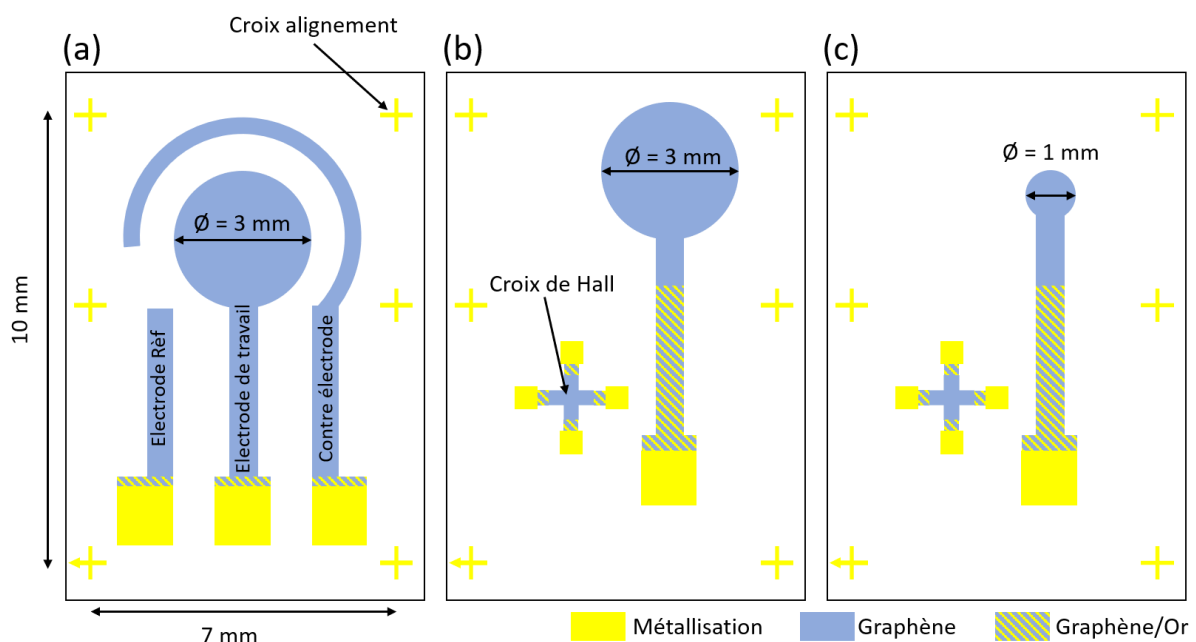 Croix alignement
(a)
(b)
(c)
Ø = 3 mm
Ø = 3 mm
Ø = 1 mm
10 mm
Croix de Hall
Electrode Rèf
Electrode de travail
Contre électrode
7 mm
Métallisation
Graphène
Graphène/Or